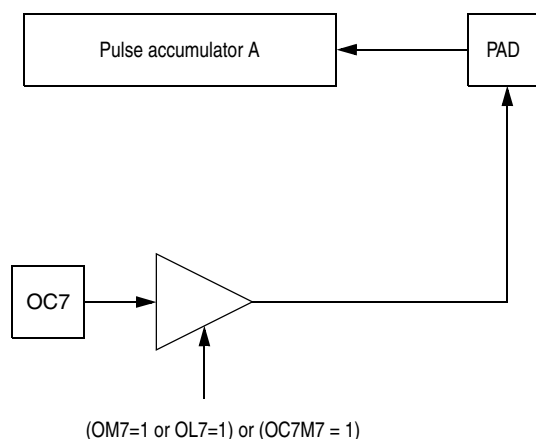 Pulse accumulator A
PAD
OC7
(OM7=1 or OL7=1) or (OC7M7 = 1)